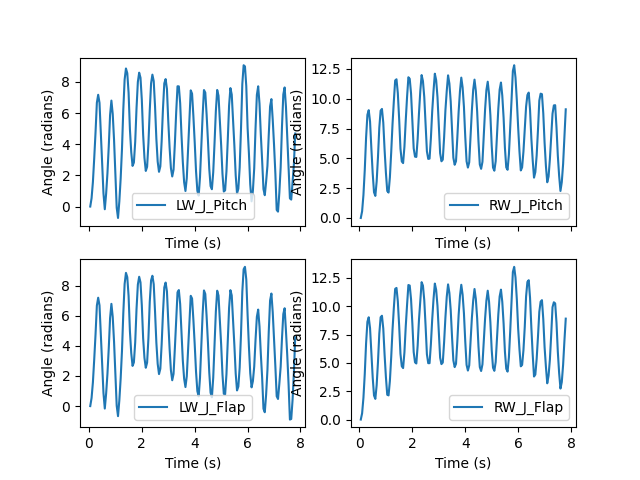 Angle (radians)
8
6
4
2
0
LW_J_Pitch
Time (s)
Angle (radians)
12.5
10.0
7.5
5.0
2.5
0.0
RW_J_Pitch
Time (s)
Angle (radians)
8
6
4
2
0
LW_J_Flap
0 2 4 6 8
Time (s)
Angle (radians)
12.5
10.0
7.5
5.0
2.5
0.0
RW_J_Flap
0 2 4 6 8
Time (s)